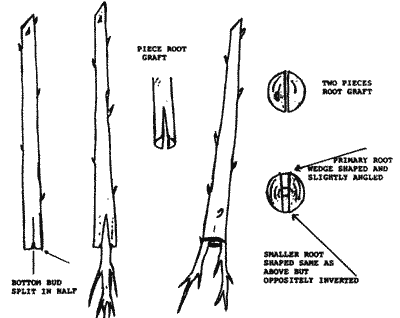 PIECE ROOT
GRAFT
TWO PIECES
ROOT GRAFT
PRIMARY ROOT
WEDGE SHAPED AND
SLIGHTLY ANGLED
SMALLER ROOT
SHAPED SAME AS
ABOVE BUT
OPPOSITELY INVERTED
BOTTOM BUD
SPLIT IN HALF